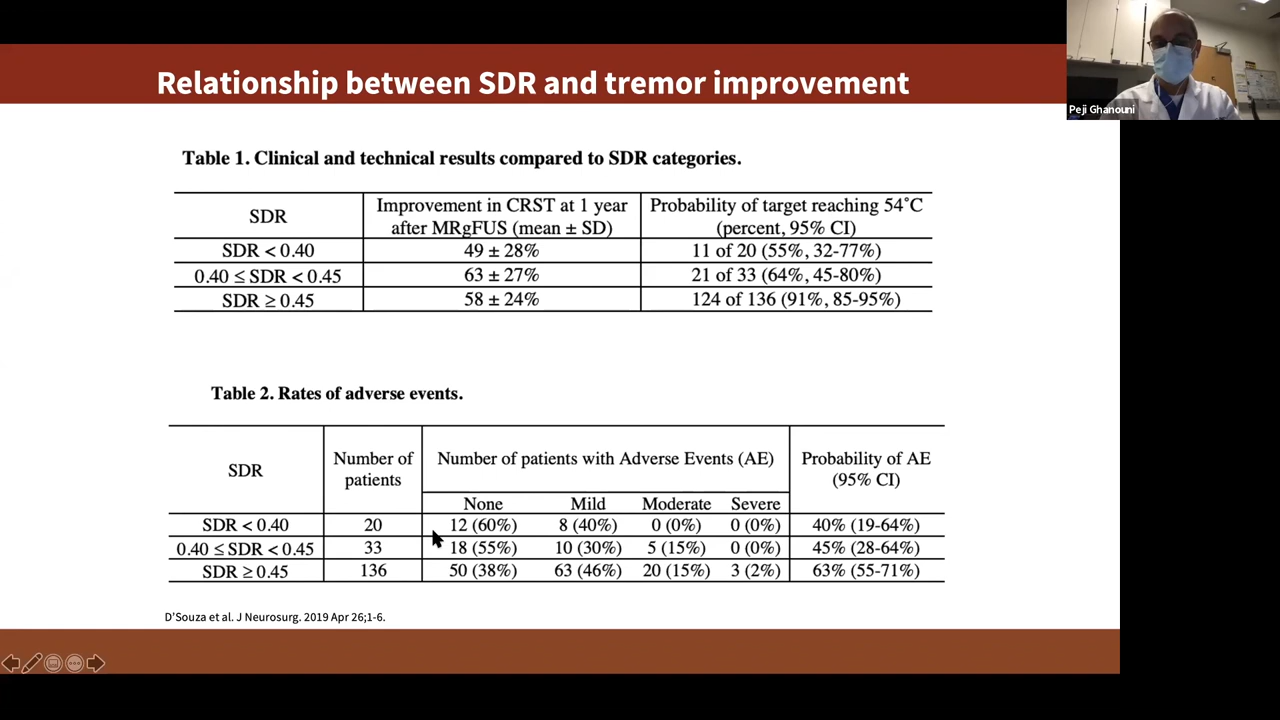 Relationship between SDR and tremor improvement
Peji Ghanouni
Table 1. Clinical and technical results compared to SDR categories.
SDR
Improvement in CRST at 1 year
after MRgFUS (mean ± SD)
Probability of target reaching 54˚C
(percent, 95% CI)
SDR < 0.40 49 ± 28% 11 of 20 (55%, 32-77%)
0.40 ≤ SDR < 0.45 63 ± 27% 21 of 33 (64%, 45-80%)
SDR ≥ 0.45 58 ± 24% 124 of 136 (91%, 85-95%)
Table 2. Rates of adverse events.
SDR
Number of
patients
Number of patients with Adverse Events (AE)
Probability of AE
(95% CI)
None Mild Moderate Severe
SDR < 0.40 20 12 (60%) 8 (40%) 0 (0%) 0 (0%) 40% (19-64%)
0.40 ≤ SDR < 0.45 33 18 (55%) 10 (30%) 5 (15%) 0 (0%) 45% (28-64%)
SDR ≥ 0.45 136 50 (38%) 63 (46%) 20 (15%) 3 (2%) 63% (55-71%)
D'Souza et al. J Neurosurg. 2019 Apr 26;1-6.